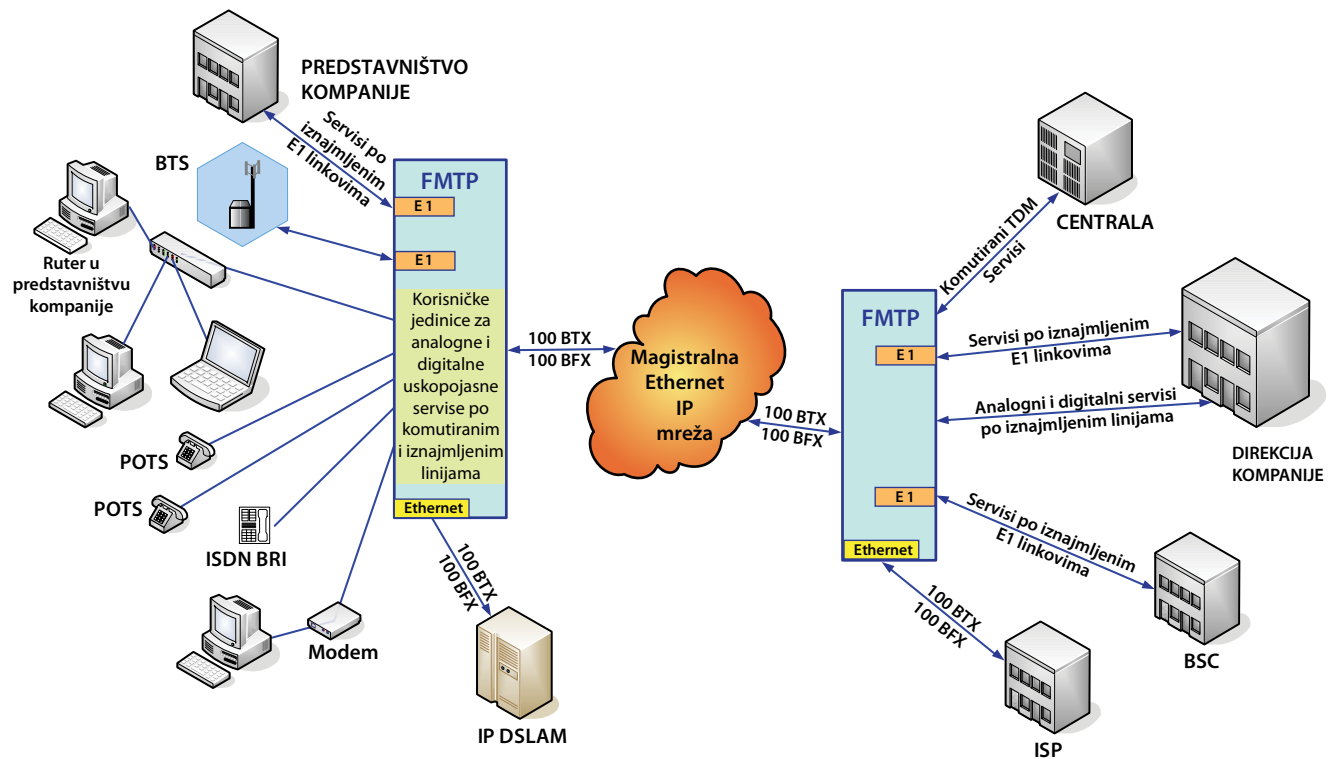 PREDSTAVNIŠTVO
KOMPANIJE
Servisi po
iznajmljenim
E1 linkovima
BTS
FMTP
E 1
E 1
Ruter u
predstavništvu
kompanije
Korisničke
jedinice za
analogne i
digitalne
uskopojasne
servise po
komutiranim
i iznajmljenim
linijama
Ethernet
POTS
POTS
ISDN BRI
Modem
100 BTX
100 BFX
IP DSLAM
100 BTX
100 BFX
Magistralna
Ethernet
IP
mreža
100 BTX
100 BFX
FMTP
E 1
E 1
Ethernet
Komutirani TDM
Servisi
CENTRALA
Servisi po iznajmljenim
E1 linkovima
Analogni i digitalni servisi
po iznajmljenim linijama
DIREKCIJA
KOMPANIJE
Servisi po iznajmljenim
E1 linkovima
BSC
100 BTX
100 BFX
ISP